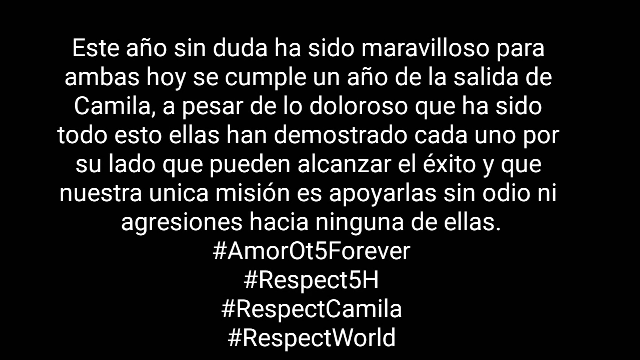 Este año sin duda ha sido maravilloso para
ambas hoy se cumple un año de la salida de
Camila, a pesar de lo doloroso que ha sido
todo esto ellas han demostrado cada uno por
su lado que pueden alcanzar el éxito y que
nuestra unica misión es apoyarlas sin odio ni
agresiones hacia ninguna de ellas.
#AmorOt5Forever
#Respect5H
#RespectCamila
#RespectWorld